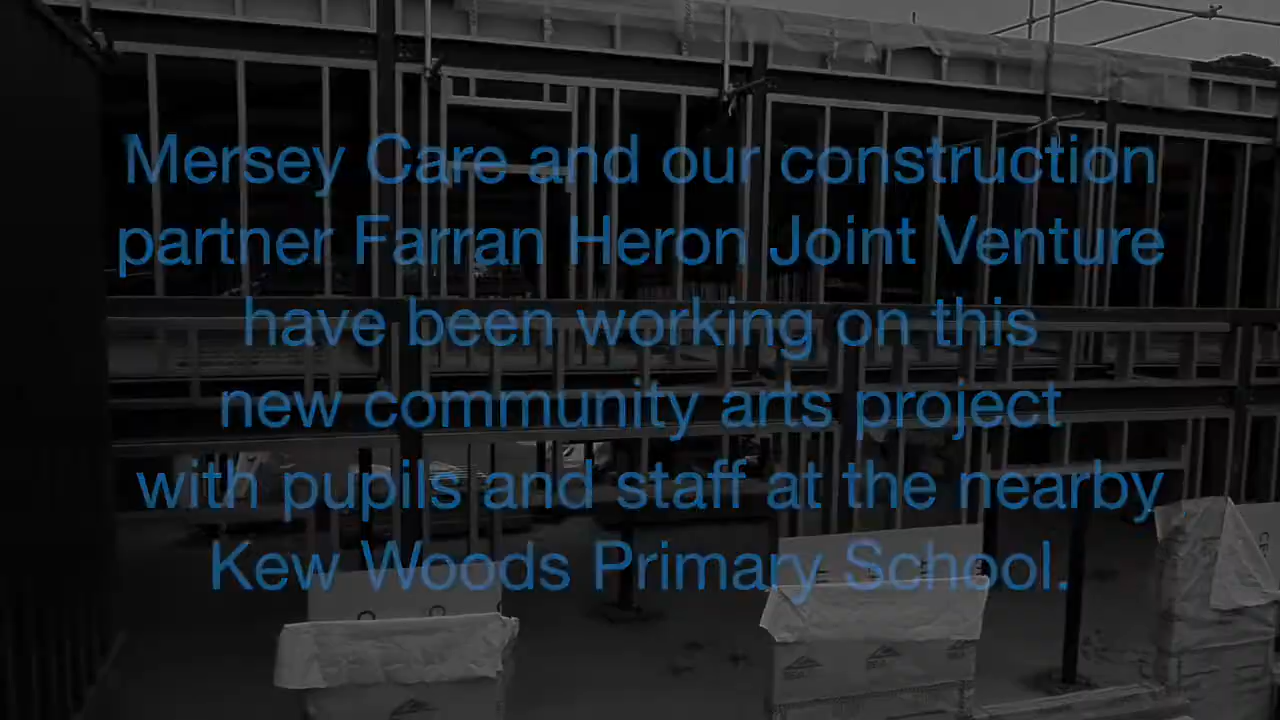 Mersey Care and our construction
partner Farran Heron Joint Venture
have been working on this
new community arts project
with pupils and staff at the nearby
Kew Woods Primary School.